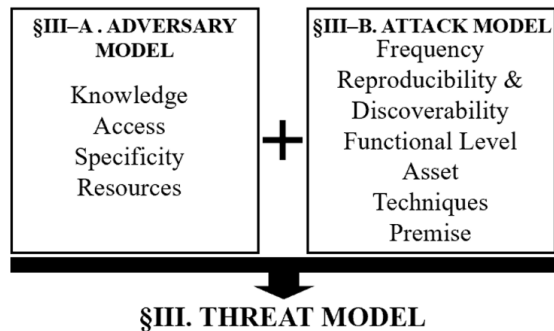 §III–A . ADVERSARY
MODEL
Knowledge
Access
Specificity
Resources
+
§III–B. ATTACK MODEL
Frequency
Reproducibility &
Discoverability
Functional Level
Asset
Techniques
Premise
§III. THREAT MODEL